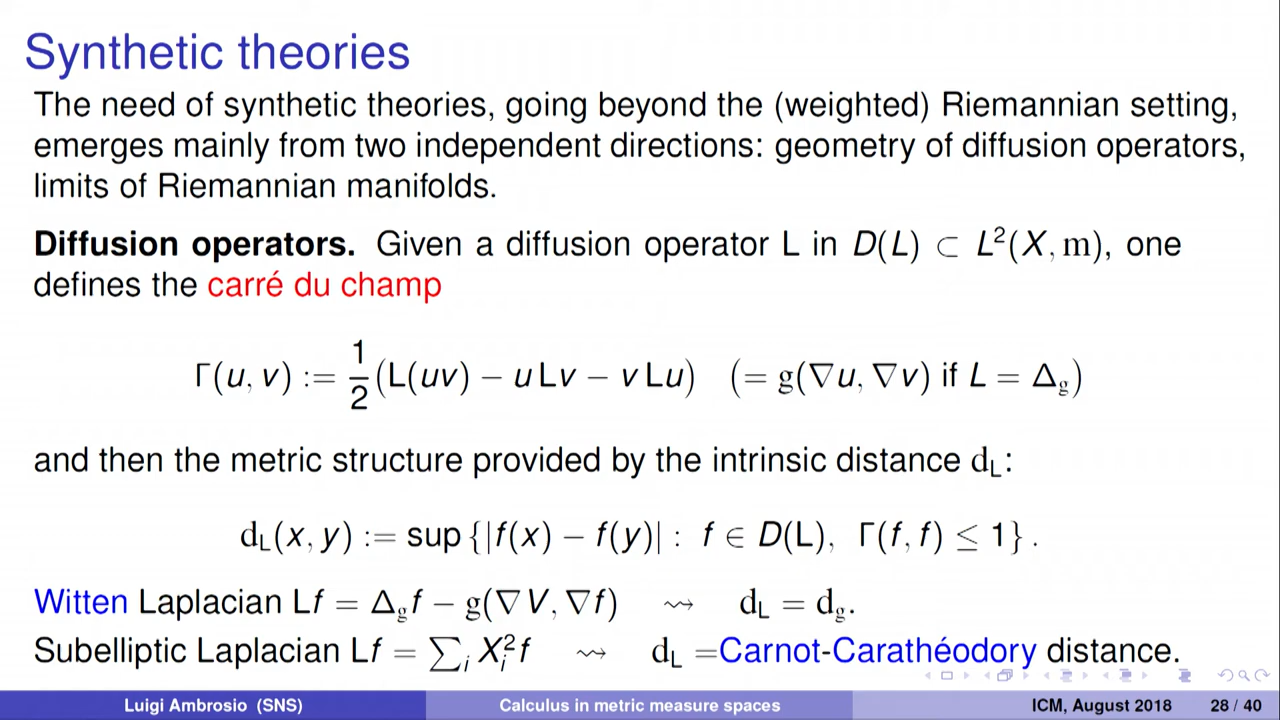 Synthetic theories
The need of synthetic theories, going beyond the (weighted) Riemannian setting,
emerges mainly from two independent directions: geometry of diffusion operators,
limits of Riemannian manifolds.
Diffusion operators. Given a diffusion operator L in D(L) ⊂ L²(X, m), one
defines the carré du champ
Γ(u, v) := 1/2 (L(uv) − u Lv − v Lu) (= g(∇u, ∇v) if L = Δ_g)
and then the metric structure provided by the intrinsic distance d_L:
d_L(x, y) := sup {|f(x) − f(y)| : f ∈ D(L), Γ(f, f) ≤ 1} .
Witten Laplacian Lf = Δ_g f − g(∇V, ∇f) ⇝ d_L = d_g.
Subelliptic Laplacian Lf = ∑_i X_i² f ⇝ d_L =Carnot-Carathéodory distance.
Luigi Ambrosio (SNS) Calculus in metric measure spaces ICM, August 2018 28 / 40